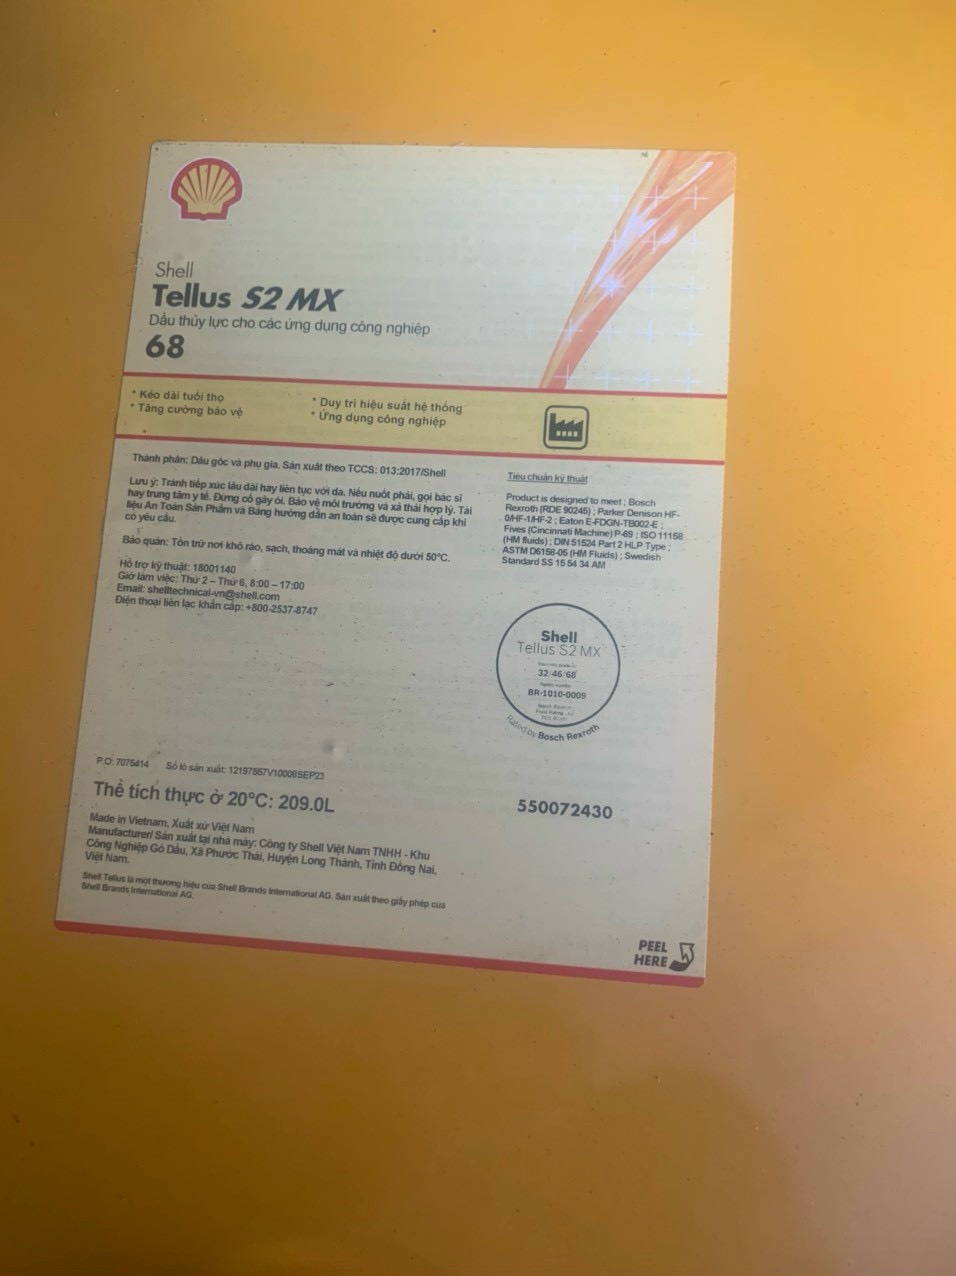 Shell
Tellus S2 MX
Dầu thủy lực cho các ứng dụng công nghiệp
68
* Kéo dài tuổi thọ
* Tăng cường bảo vệ
* Duy trì hiệu suất hệ thống
* Ứng dụng công nghiệp
Thành phần: Dầu gốc và phụ gia. Sản xuất theo TCCS: 013:2017/Shell
Lưu ý: Tránh tiếp xúc lâu dài hay liên tục với da. Nếu nuốt phải, gọi bác sĩ
hay trung tâm y tế. Đừng cố gây ói. Bảo vệ môi trường và xả thải hợp lý. Tài
liệu An Toàn Sản Phẩm và Bảng hướng dẫn an toàn sẽ được cung cấp khi
có yêu cầu.
Bảo quản: Tồn trữ nơi khô ráo, sạch, thoáng mát và nhiệt độ dưới 50°C.
Hỗ trợ kỹ thuật: 18001140
Giờ làm việc: Thứ 2 – Thứ 6, 8:00 – 17:00
Email: shelltechnical-vn@shell.com
Điện thoại liên lạc khẩn cấp: +800-2537-8747
Tiêu chuẩn kỹ thuật
Product is designed to meet ; Bosch
Rexroth (RDE 90245) ; Parker Denison HF-
0/HF-1/HF-2 ; Eaton E-FDGN-TB002-E ;
Fives (Cincinnati Machine) P-69 ; ISO 11158
(HM fluids) ; DIN 51524 Part 2 HLP Type ;
ASTM D6158-05 (HM Fluids) ; Swedish
Standard SS 15 54 34 AM
Shell
Tellus S2 MX
32/46/68
BR-1010-0009
Rated by Bosch Rexroth
P.O: 7075414 Số lô sản xuất: 12197557V10006SEP23
Thể tích thực ở 20°C: 209.0L
550072430
Made in Vietnam, Xuất xứ Việt Nam
Manufacturer/ Sản xuất tại nhà máy: Công ty Shell Việt Nam TNHH - Khu
Công Nghiệp Gò Dầu, Xã Phước Thái, Huyện Long Thành, Tỉnh Đồng Nai,
Việt Nam.
Shell Tellus là một thương hiệu của Shell Brands International AG. Sản xuất theo giấy phép của
Shell Brands International AG.
PEEL
HERE